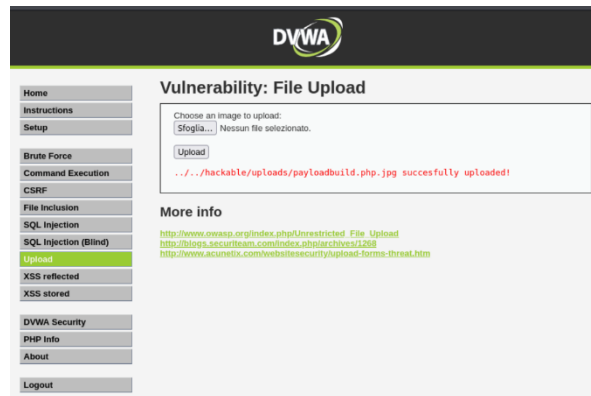 DVWA
Home
Instructions
Setup
Brute Force
Command Execution
CSRF
File Inclusion
SQL Injection
SQL Injection (Blind)
Upload
XSS reflected
XSS stored
DVWA Security
PHP Info
About
Logout
Vulnerability: File Upload
Choose an image to upload:
Sfoglia... Nessun file selezionato.
Upload
../../hackable/uploads/payloadbuild.php.jpg succesfully uploaded!
More info
http://www.owasp.org/index.php/Unrestricted_File_Upload
http://blogs.securiteam.com/index.php/archives/1268
http://www.acunetix.com/websitesecurity/upload-forms-threat.htm